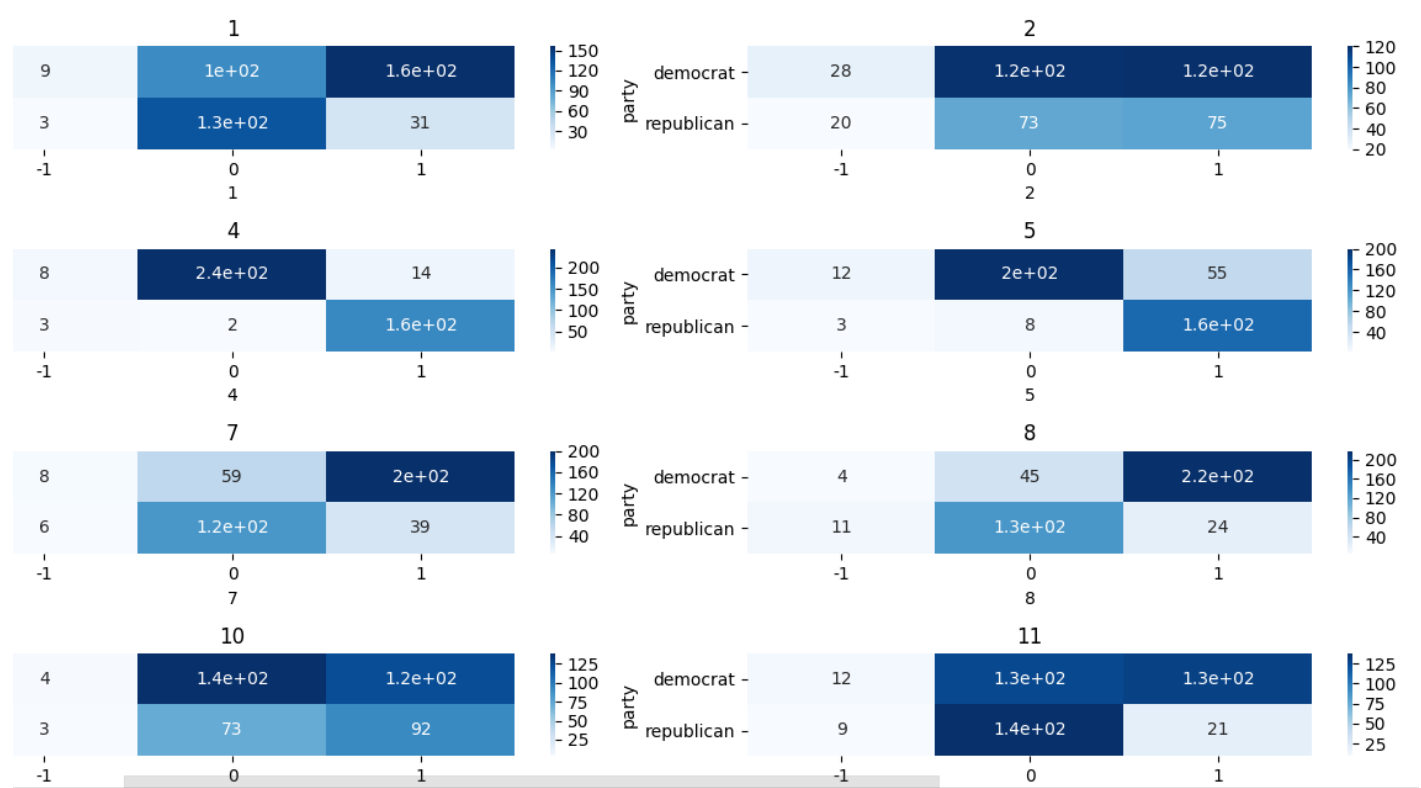 1
9 1e+02 1.6e+02
3 1.3e+02 31
-1 0 1
1
150
120
90
60
30
2
party
democrat 28 1.2e+02 1.2e+02
republican 20 73 75
-1 0 1
2
120
100
80
60
40
20
4
8 2.4e+02 14
3 2 1.6e+02
-1 0 1
4
200
150
100
50
5
party
democrat 12 2e+02 55
republican 3 8 1.6e+02
-1 0 1
5
200
160
120
80
40
7
8 59 2e+02
6 1.2e+02 39
-1 0 1
7
200
160
120
80
40
8
party
democrat 4 45 2.2e+02
republican 11 1.3e+02 24
-1 0 1
8
200
160
120
80
40
10
4 1.4e+02 1.2e+02
3 73 92
-1 0 1
125
100
75
50
25
11
party
democrat 12 1.3e+02 1.3e+02
republican 9 1.4e+02 21
-1 0 1
125
100
75
50
25